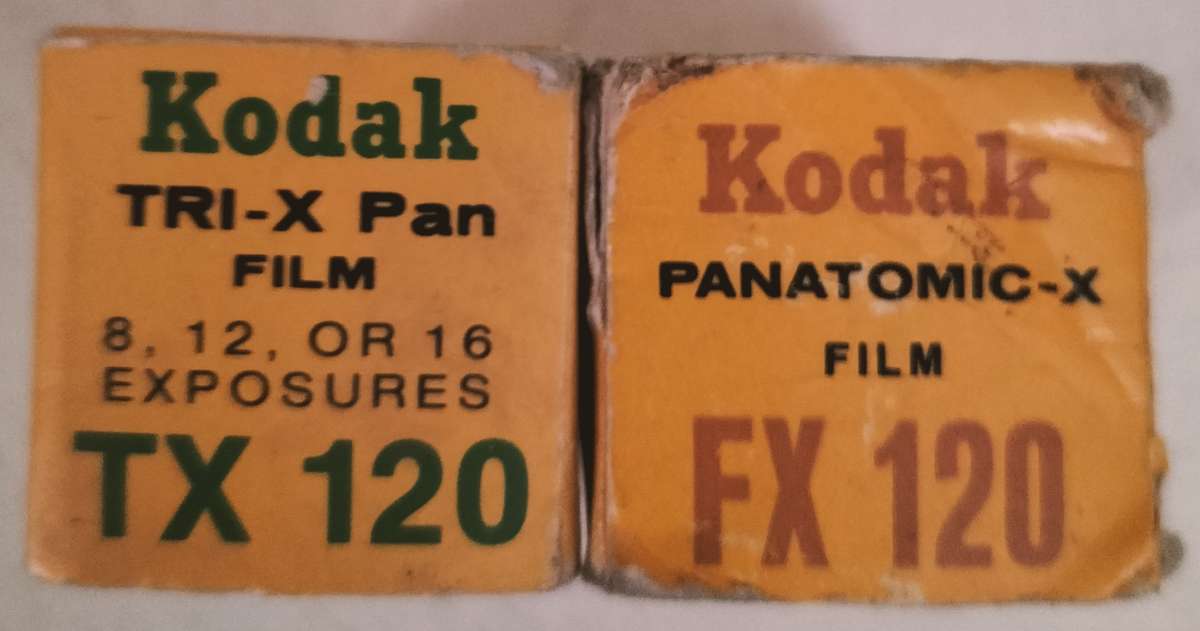 Kodak
TRI-X Pan
FILM
8, 12, OR 16
EXPOSURES
TX 120
Kodak
PANATOMIC-X
FILM
FX 120